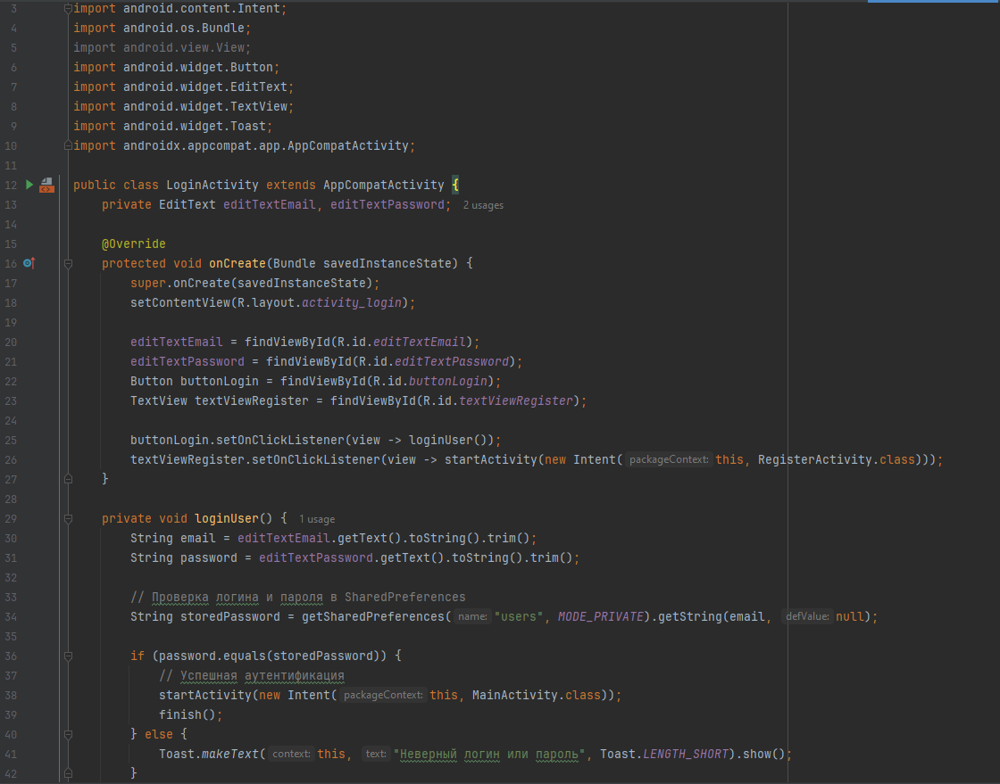 3 import android.content.Intent;
4 import android.os.Bundle;
5 import android.view.View;
6 import android.widget.Button;
7 import android.widget.EditText;
8 import android.widget.TextView;
9 import android.widget.Toast;
10 import androidx.appcompat.app.AppCompatActivity;
11
12 public class LoginActivity extends AppCompatActivity {
13     private EditText editTextEmail, editTextPassword; 2 usages
14
15     @Override
16     protected void onCreate(Bundle savedInstanceState) {
17         super.onCreate(savedInstanceState);
18         setContentView(R.layout.activity_login);
19
20         editTextEmail = findViewById(R.id.editTextEmail);
21         editTextPassword = findViewById(R.id.editTextPassword);
22         Button buttonLogin = findViewById(R.id.buttonLogin);
23         TextView textViewRegister = findViewById(R.id.textViewRegister);
24
25         buttonLogin.setOnClickListener(view -> loginUser());
26         textViewRegister.setOnClickListener(view -> startActivity(new Intent( packageContext: this, RegisterActivity.class)));
27     }
28
29     private void loginUser() { 1 usage
30         String email = editTextEmail.getText().toString().trim();
31         String password = editTextPassword.getText().toString().trim();
32
33         // Проверка логина и пароля в SharedPreferences
34         String storedPassword = getSharedPreferences( name: "users", MODE_PRIVATE).getString(email, defValue: null);
35
36         if (password.equals(storedPassword)) {
37             // Успешная аутентификация
38             startActivity(new Intent( packageContext: this, MainActivity.class));
39             finish();
40         } else {
41             Toast.makeText( context: this, text: "Неверный логин или пароль", Toast.LENGTH_SHORT).show();
42         }